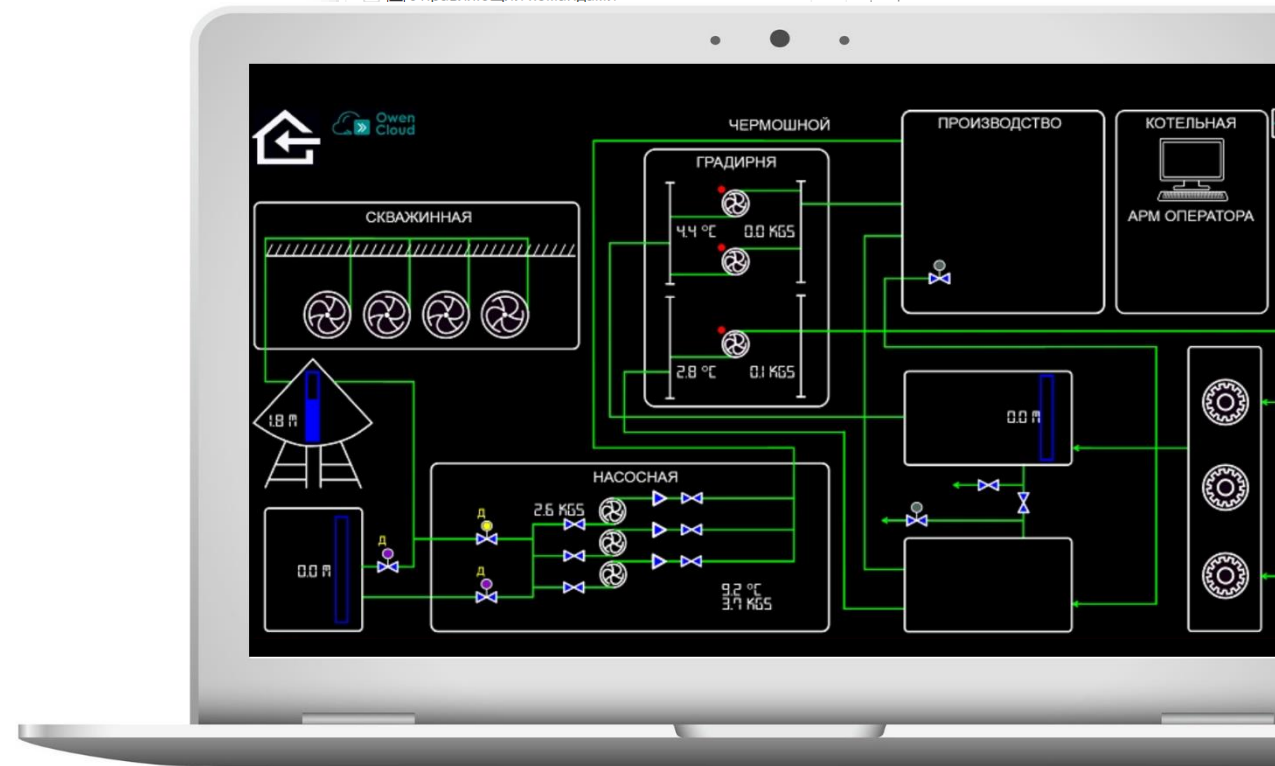 Owen
Cloud
ЧЕРМОШНОЙ
ПРОИЗВОДСТВО
КОТЕЛЬНАЯ
ГРАДИРНЯ
СКВАЖИННАЯ
АРМ ОПЕРАТОРА
4.4 °C 0.0 KGS
2.8 °C 0.1 KGS
1.8 m
0.0 m
НАСОСНАЯ
2.6 KGS
Д
Д
Д
0.0 m
9.2 °C
3.7 KGS